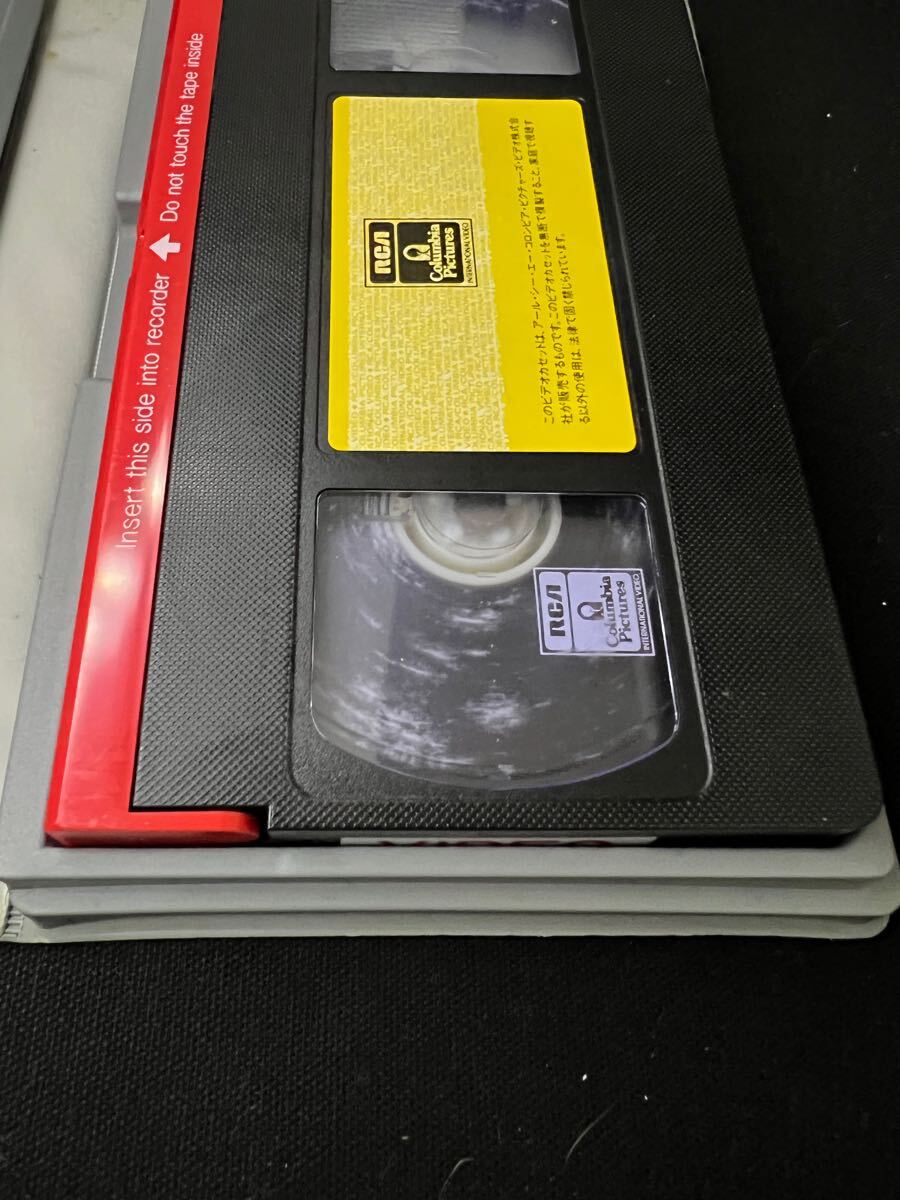 Insert this side into recorder Do not touch the tape inside
RCA
Columbia
Pictures
INTERNATIONAL VIDEO
このビデオカセットは、アール・シー・エー・コロンビア・ピクチャーズ・ビデオ株式会
社が販売するものです。このビデオカセットを無断で複製すること、家庭で視聴す
る以外の使用は、法律で固く禁じられています。
RCA
Columbia
Pictures
INTERNATIONAL VIDEO